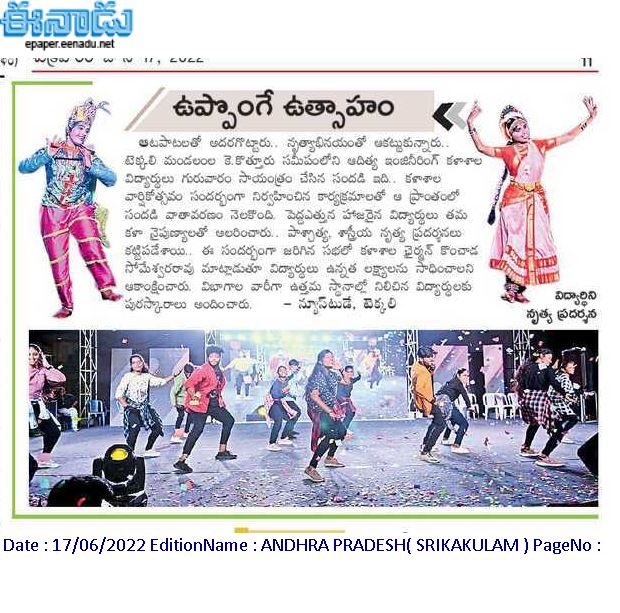 ఈనాడు
epaper.eenadu.net
17, 2022
11
ఉప్పొంగే ఉత్సాహం
ఆటపాటలతో అదరగొట్టారు.. నృత్యాభినయంతో ఆకట్టుకున్నారు..
టెక్కలి మండలంల కె.కొత్తూరు సమీపంలోని ఆదిత్య ఇంజినీరింగ్ కళాశాల
విద్యార్థులు గురువారం సాయంత్రం చేసిన సందడి ఇది.. కళాశాల
వార్షికోత్సవం సందర్భంగా నిర్వహించిన కార్యక్రమాలతో ఆ ప్రాంతంలో
సందడి వాతావరణం నెలకొంది. పెద్దఎత్తున హాజరైన విద్యార్థులు తమ
కళా నైపుణ్యాలతో అలరించారు.. పాశ్చాత్య, శాస్త్రీయ నృత్య ప్రదర్శనలు
కట్టిపడేశాయి.. ఈ సందర్భంగా జరిగిన సభలో కళాశాల ఛైర్మన్ కొంచాడ
సోమేశ్వరరావు మాట్లాడుతూ విద్యార్థులు ఉన్నత లక్ష్యాలను సాధించాలని
ఆకాంక్షించారు. విభాగాల వారీగా ఉత్తమ స్థానాల్లో నిలిచిన విద్యార్థులకు
పురస్కారాలు అందించారు. – న్యూస్‌టుడే, టెక్కలి
విద్యార్థిని
నృత్య ప్రదర్శన
Date : 17/06/2022 EditionName : ANDHRA PRADESH( SRIKAKULAM ) PageNo :